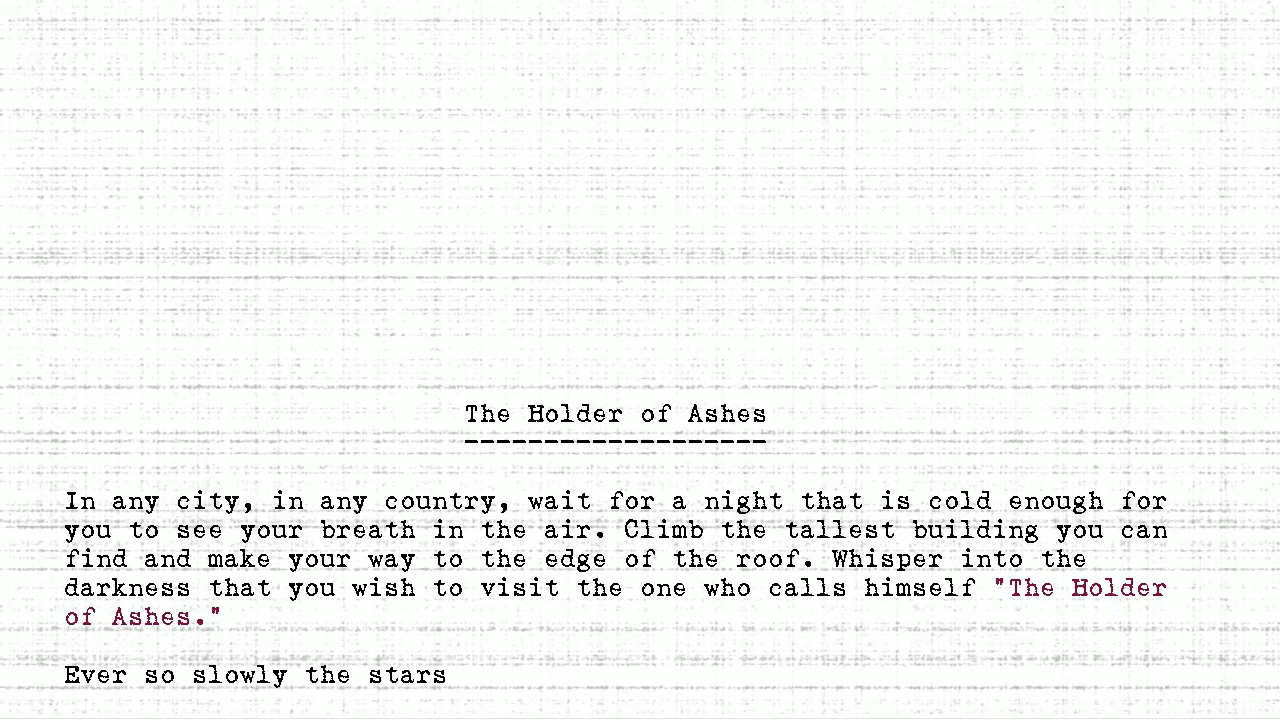 The Holder of Ashes
-------------------
In any city, in any country, wait for a night that is cold enough for
you to see your breath in the air. Climb the tallest building you can
find and make your way to the edge of the roof. Whisper into the
darkness that you wish to visit the one who calls himself "The Holder
of Ashes."
Ever so slowly the stars